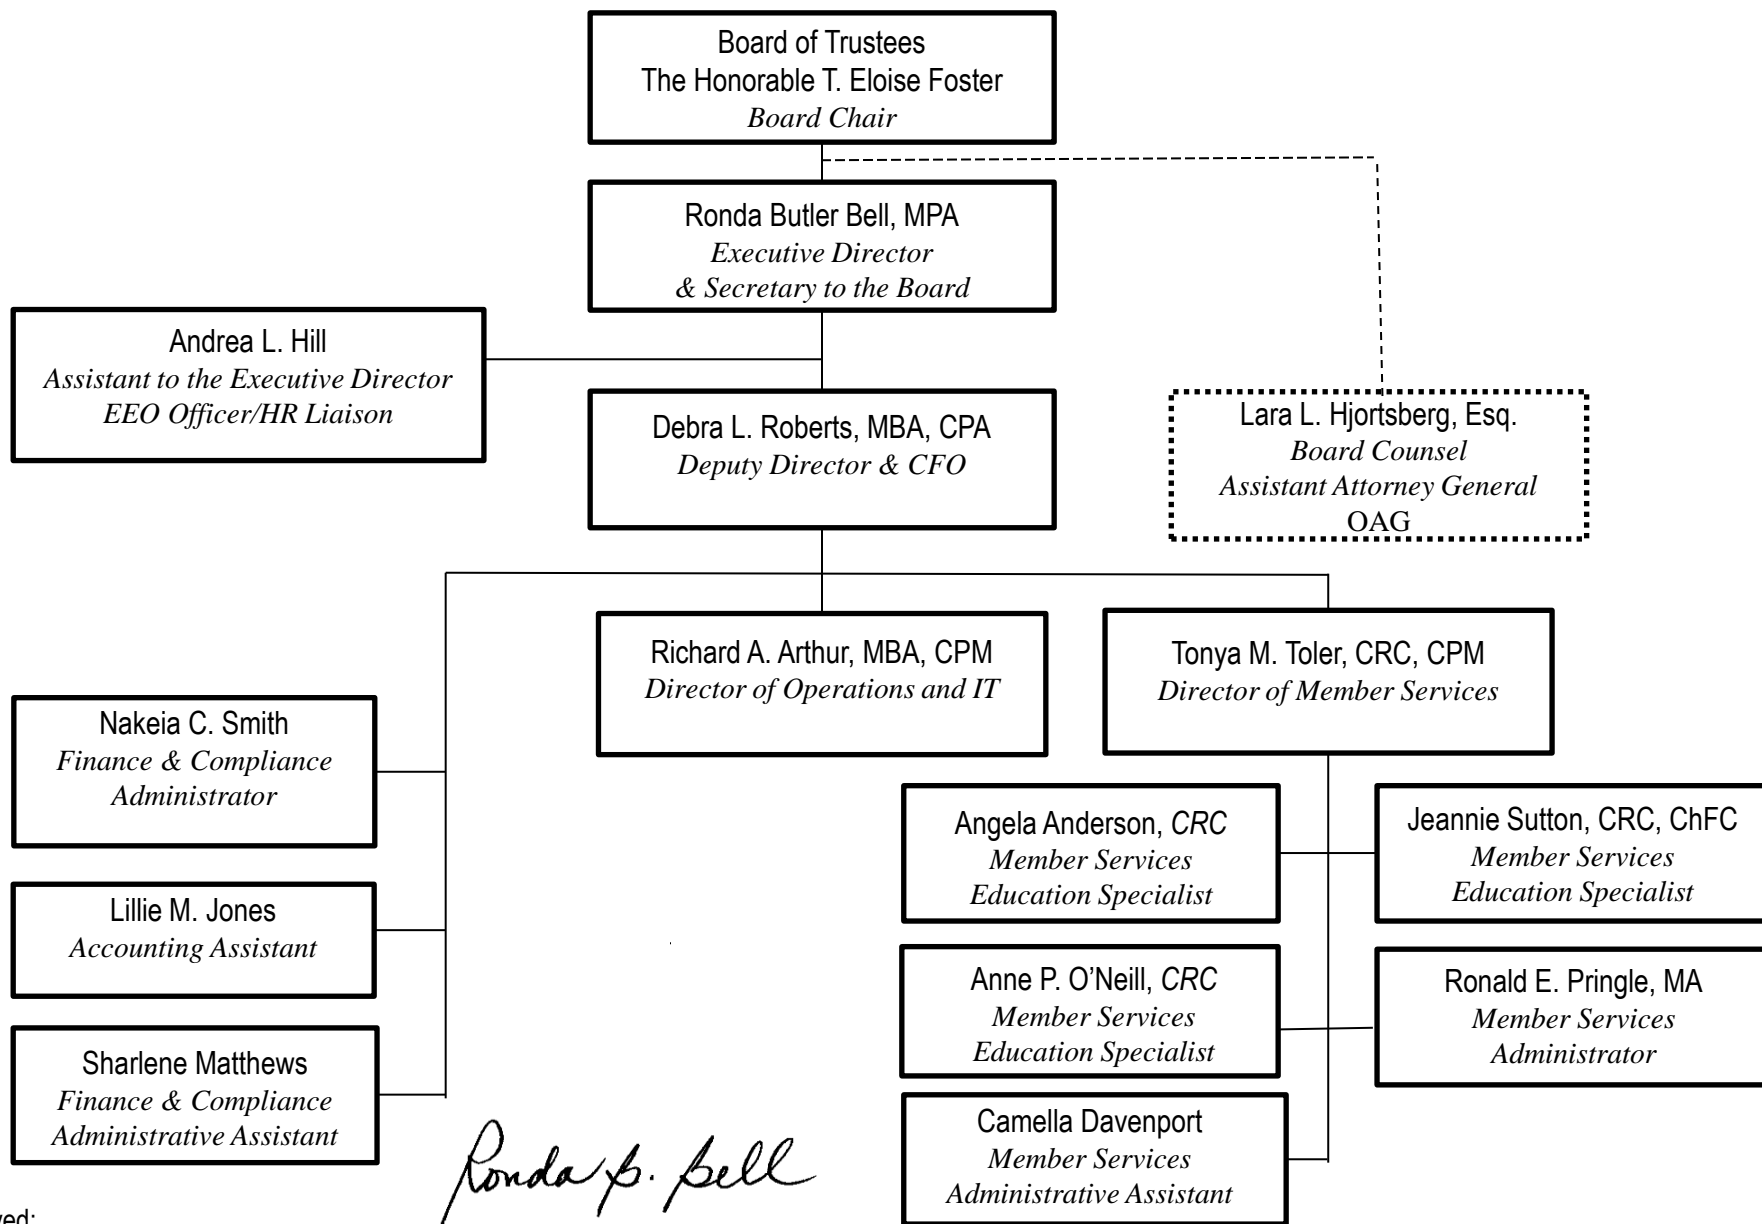 Board of Trustees
The Honorable T. Eloise Foster
Board Chair
Ronda Butler Bell, MPA
Executive Director
& Secretary to the Board
Andrea L. Hill
Assistant to the Executive Director
EEO Officer/HR Liaison
Debra L. Roberts, MBA, CPA
Deputy Director & CFO
Lara L. Hjortsberg, Esq.
Board Counsel
Assistant Attorney General
OAG
Richard A. Arthur, MBA, CPM
Director of Operations and IT
Tonya M. Toler, CRC, CPM
Director of Member Services
Nakeia C. Smith
Finance & Compliance
Administrator
Lillie M. Jones
Accounting Assistant
Sharlene Matthews
Finance & Compliance
Administrative Assistant
Angela Anderson, CRC
Member Services
Education Specialist
Jeannie Sutton, CRC, ChFC
Member Services
Education Specialist
Anne P. O’Neill, CRC
Member Services
Education Specialist
Ronald E. Pringle, MA
Member Services
Administrator
Camella Davenport
Member Services
Administrative Assistant
Ronda B. Bell